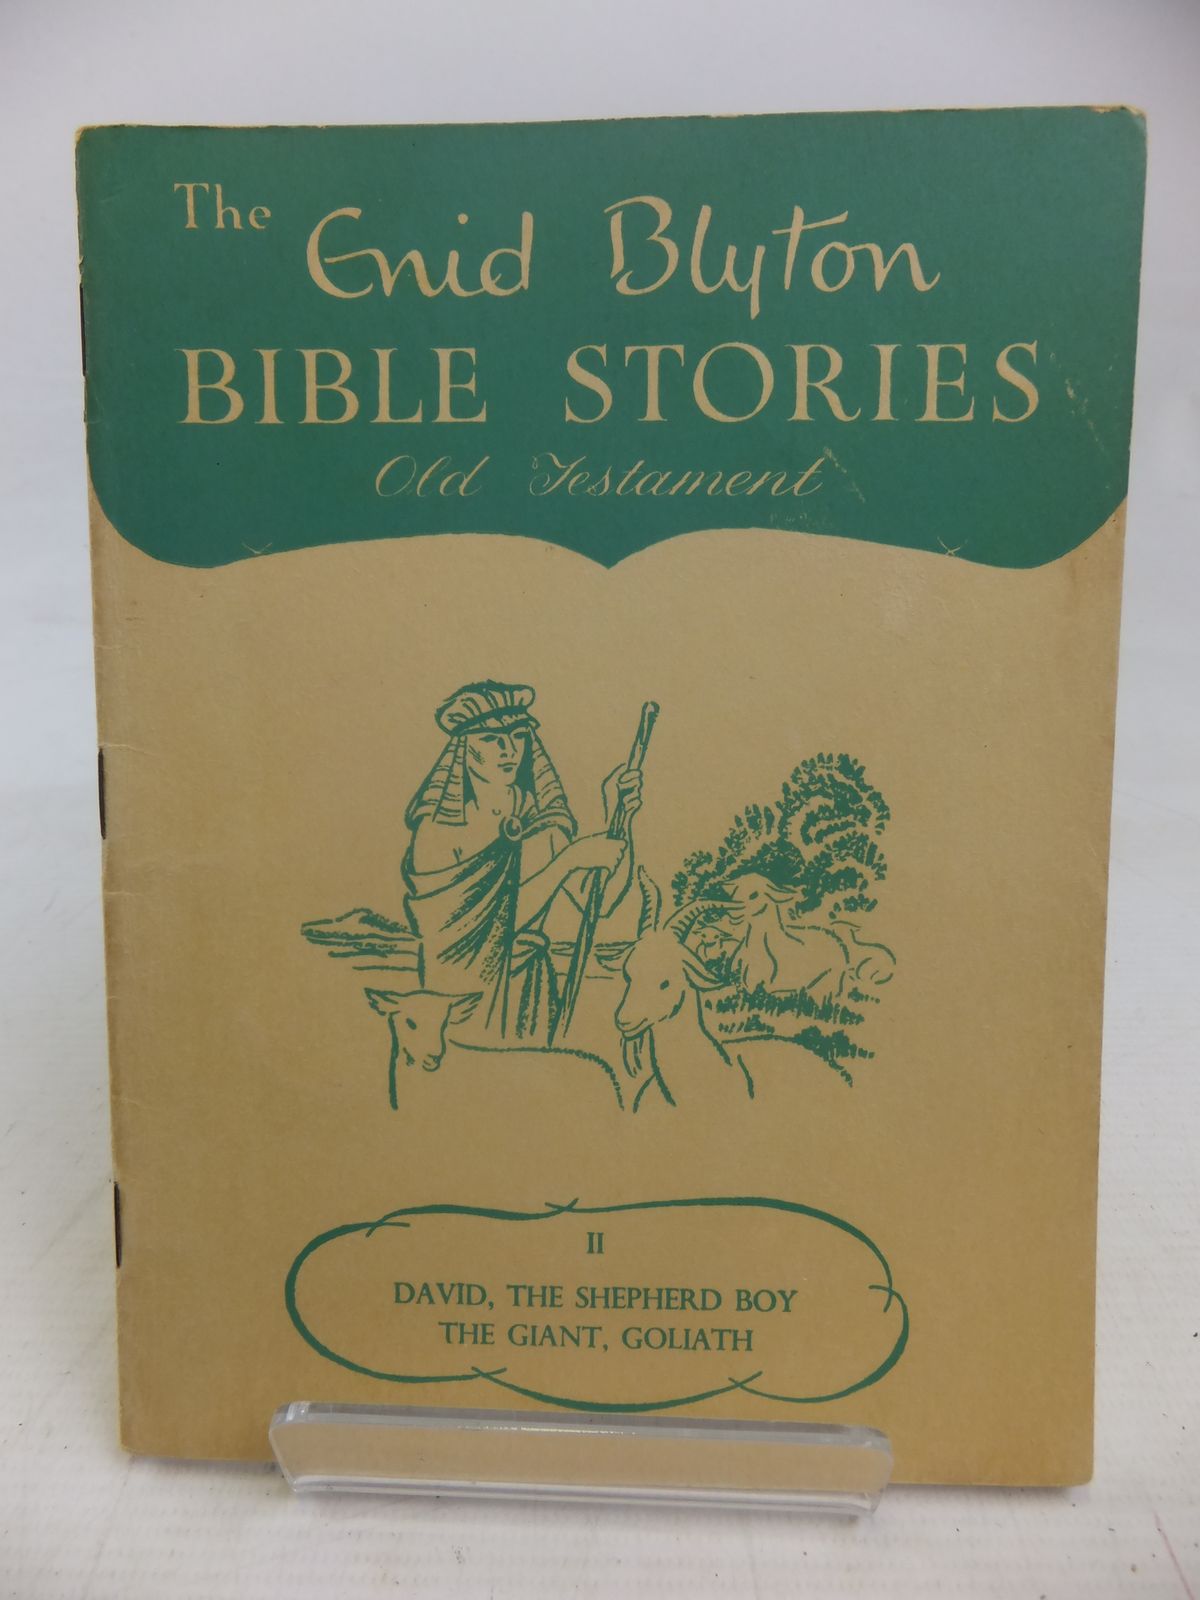 The Enid Blyton
BIBLE STORIES
Old Testament
II
DAVID, THE SHEPHERD BOY
THE GIANT, GOLIATH